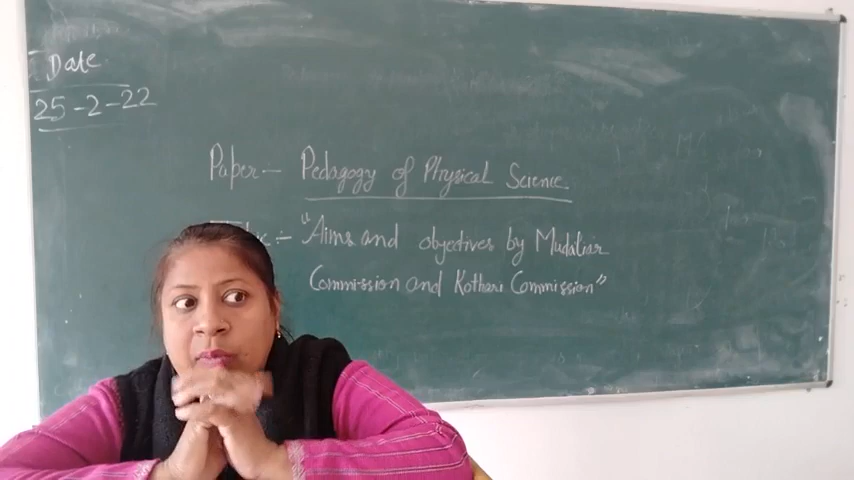 Date
25-2-22
Paper:- Pedagogy of Physical Science
:- "Aims and objectives by Mudaliar
Commission and Kothari Commission"